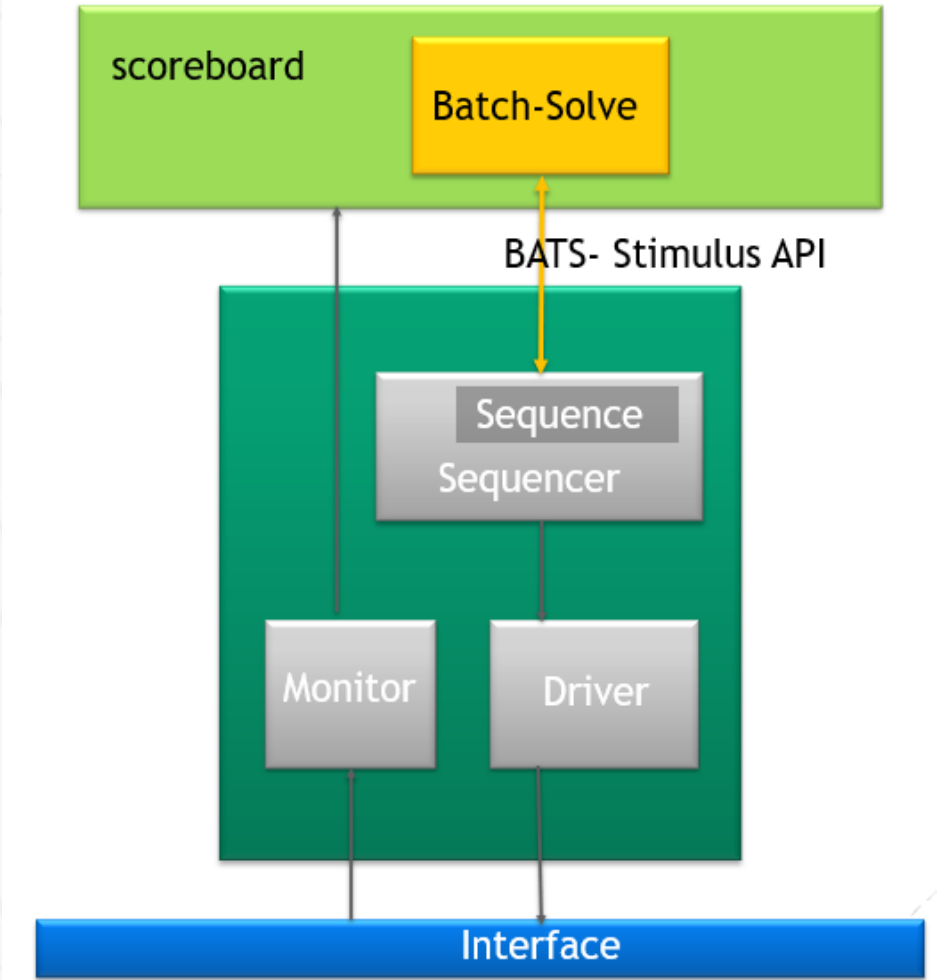 scoreboard
Batch-Solve
BATS- Stimulus API
Sequence
Sequencer
Monitor
Driver
Interface